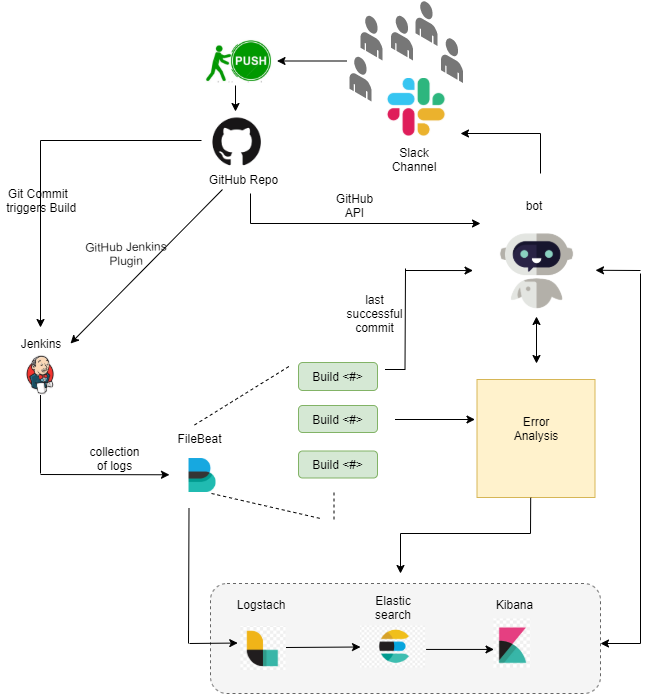 PUSH
Slack
Channel
GitHub Repo
Git Commit
triggers Build
GitHub
API
bot
GitHub Jenkins
Plugin
last
successful
commit
Jenkins
Build <#>
Build <#>
Build <#>
Error
Analysis
FileBeat
collection
of logs
Logstach
Elastic
search
Kibana